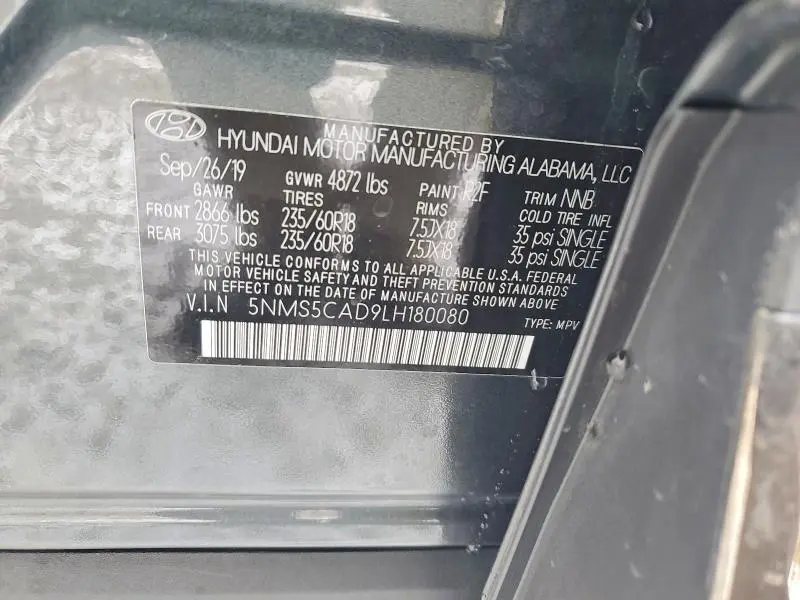 MANUFACTURED BY
HYUNDAI MOTOR MANUFACTURING ALABAMA, LLC
Sep/26/19 GVWR 4872 lbs PAINT R2F TRIM NNB
GAWR TIRES RIMS COLD TIRE INFL
FRONT 2866 lbs 235/60R18 7.5JX18 35 psi SINGLE
REAR 3075 lbs 235/60R18 7.5JX18 35 psi SINGLE
THIS VEHICLE CONFORMS TO ALL APPLICABLE U.S.A. FEDERAL
MOTOR VEHICLE SAFETY AND THEFT PREVENTION STANDARDS
IN EFFECT ON THE DATE OF MANUFACTURE SHOWN ABOVE
V.I.N 5NMS5CAD9LH180080 TYPE: MPV